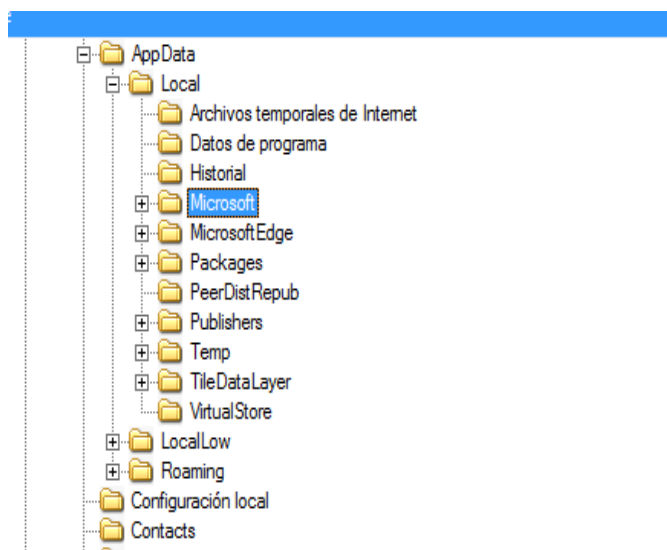 AppData
Local
Archivos temporales de Internet
Datos de programa
Historial
Microsoft
MicrosoftEdge
Packages
PeerDistRepub
Publishers
Temp
TileDataLayer
VirtualStore
LocalLow
Roaming
Configuración local
Contacts